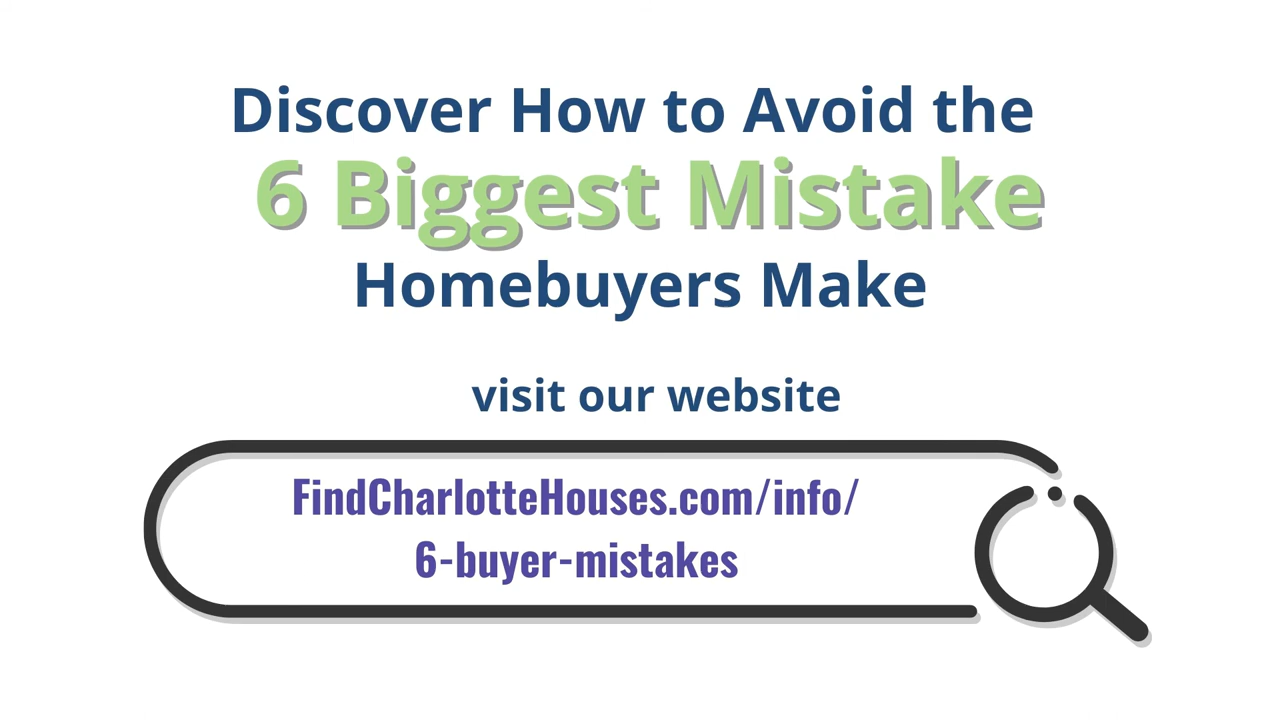 Discover How to Avoid the
6 Biggest Mistake
Homebuyers Make
visit our website
FindCharlotteHouses.com/info/
6-buyer-mistakes